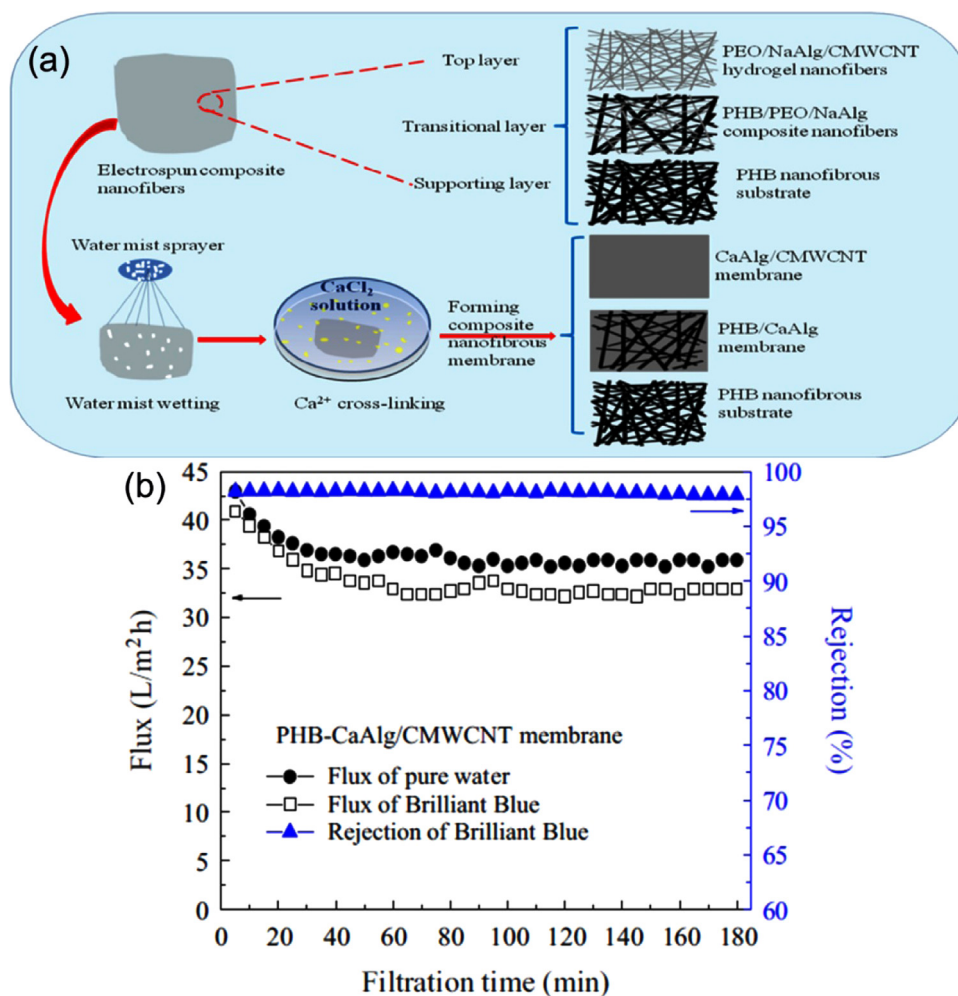 (a)
Top layer
PEO/NaAlg/CMWCNT
hydrogel nanofibers
Transitional layer
PHB/PEO/NaAlg
composite nanofibers
Electrospun composite
nanofibers
Supporting layer
PHB nanofibrous
substrate
Water mist sprayer
CaCl₂
solution
Forming
composite
nanofibrous
membrane
CaAlg/CMWCNT
membrane
PHB/CaAlg
membrane
Water mist wetting
Ca²⁺ cross-linking
PHB nanofibrous
substrate
(b)
45
40
35
30
25
20
15
10
5
0
Flux (L/m² h)
100
95
90
85
80
75
70
65
60
Rejection (%)
PHB-CaAlg/CMWCNT membrane
Flux of pure water
Flux of Brilliant Blue
Rejection of Brilliant Blue
0 20 40 60 80 100 120 140 160 180
Filtration time (min)